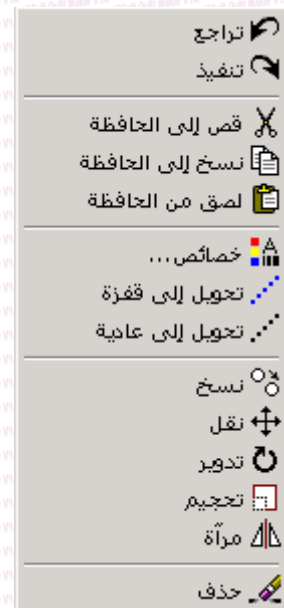 تراجع
تنفيذ
قص إلى الحافظة
نسخ إلى الحافظة
لصق من الحافظة
خصائص...
تحويل إلى قفزة
تحويل إلى عادية
نسخ
نقل
تدوير
تحجيم
مرآة
حذف